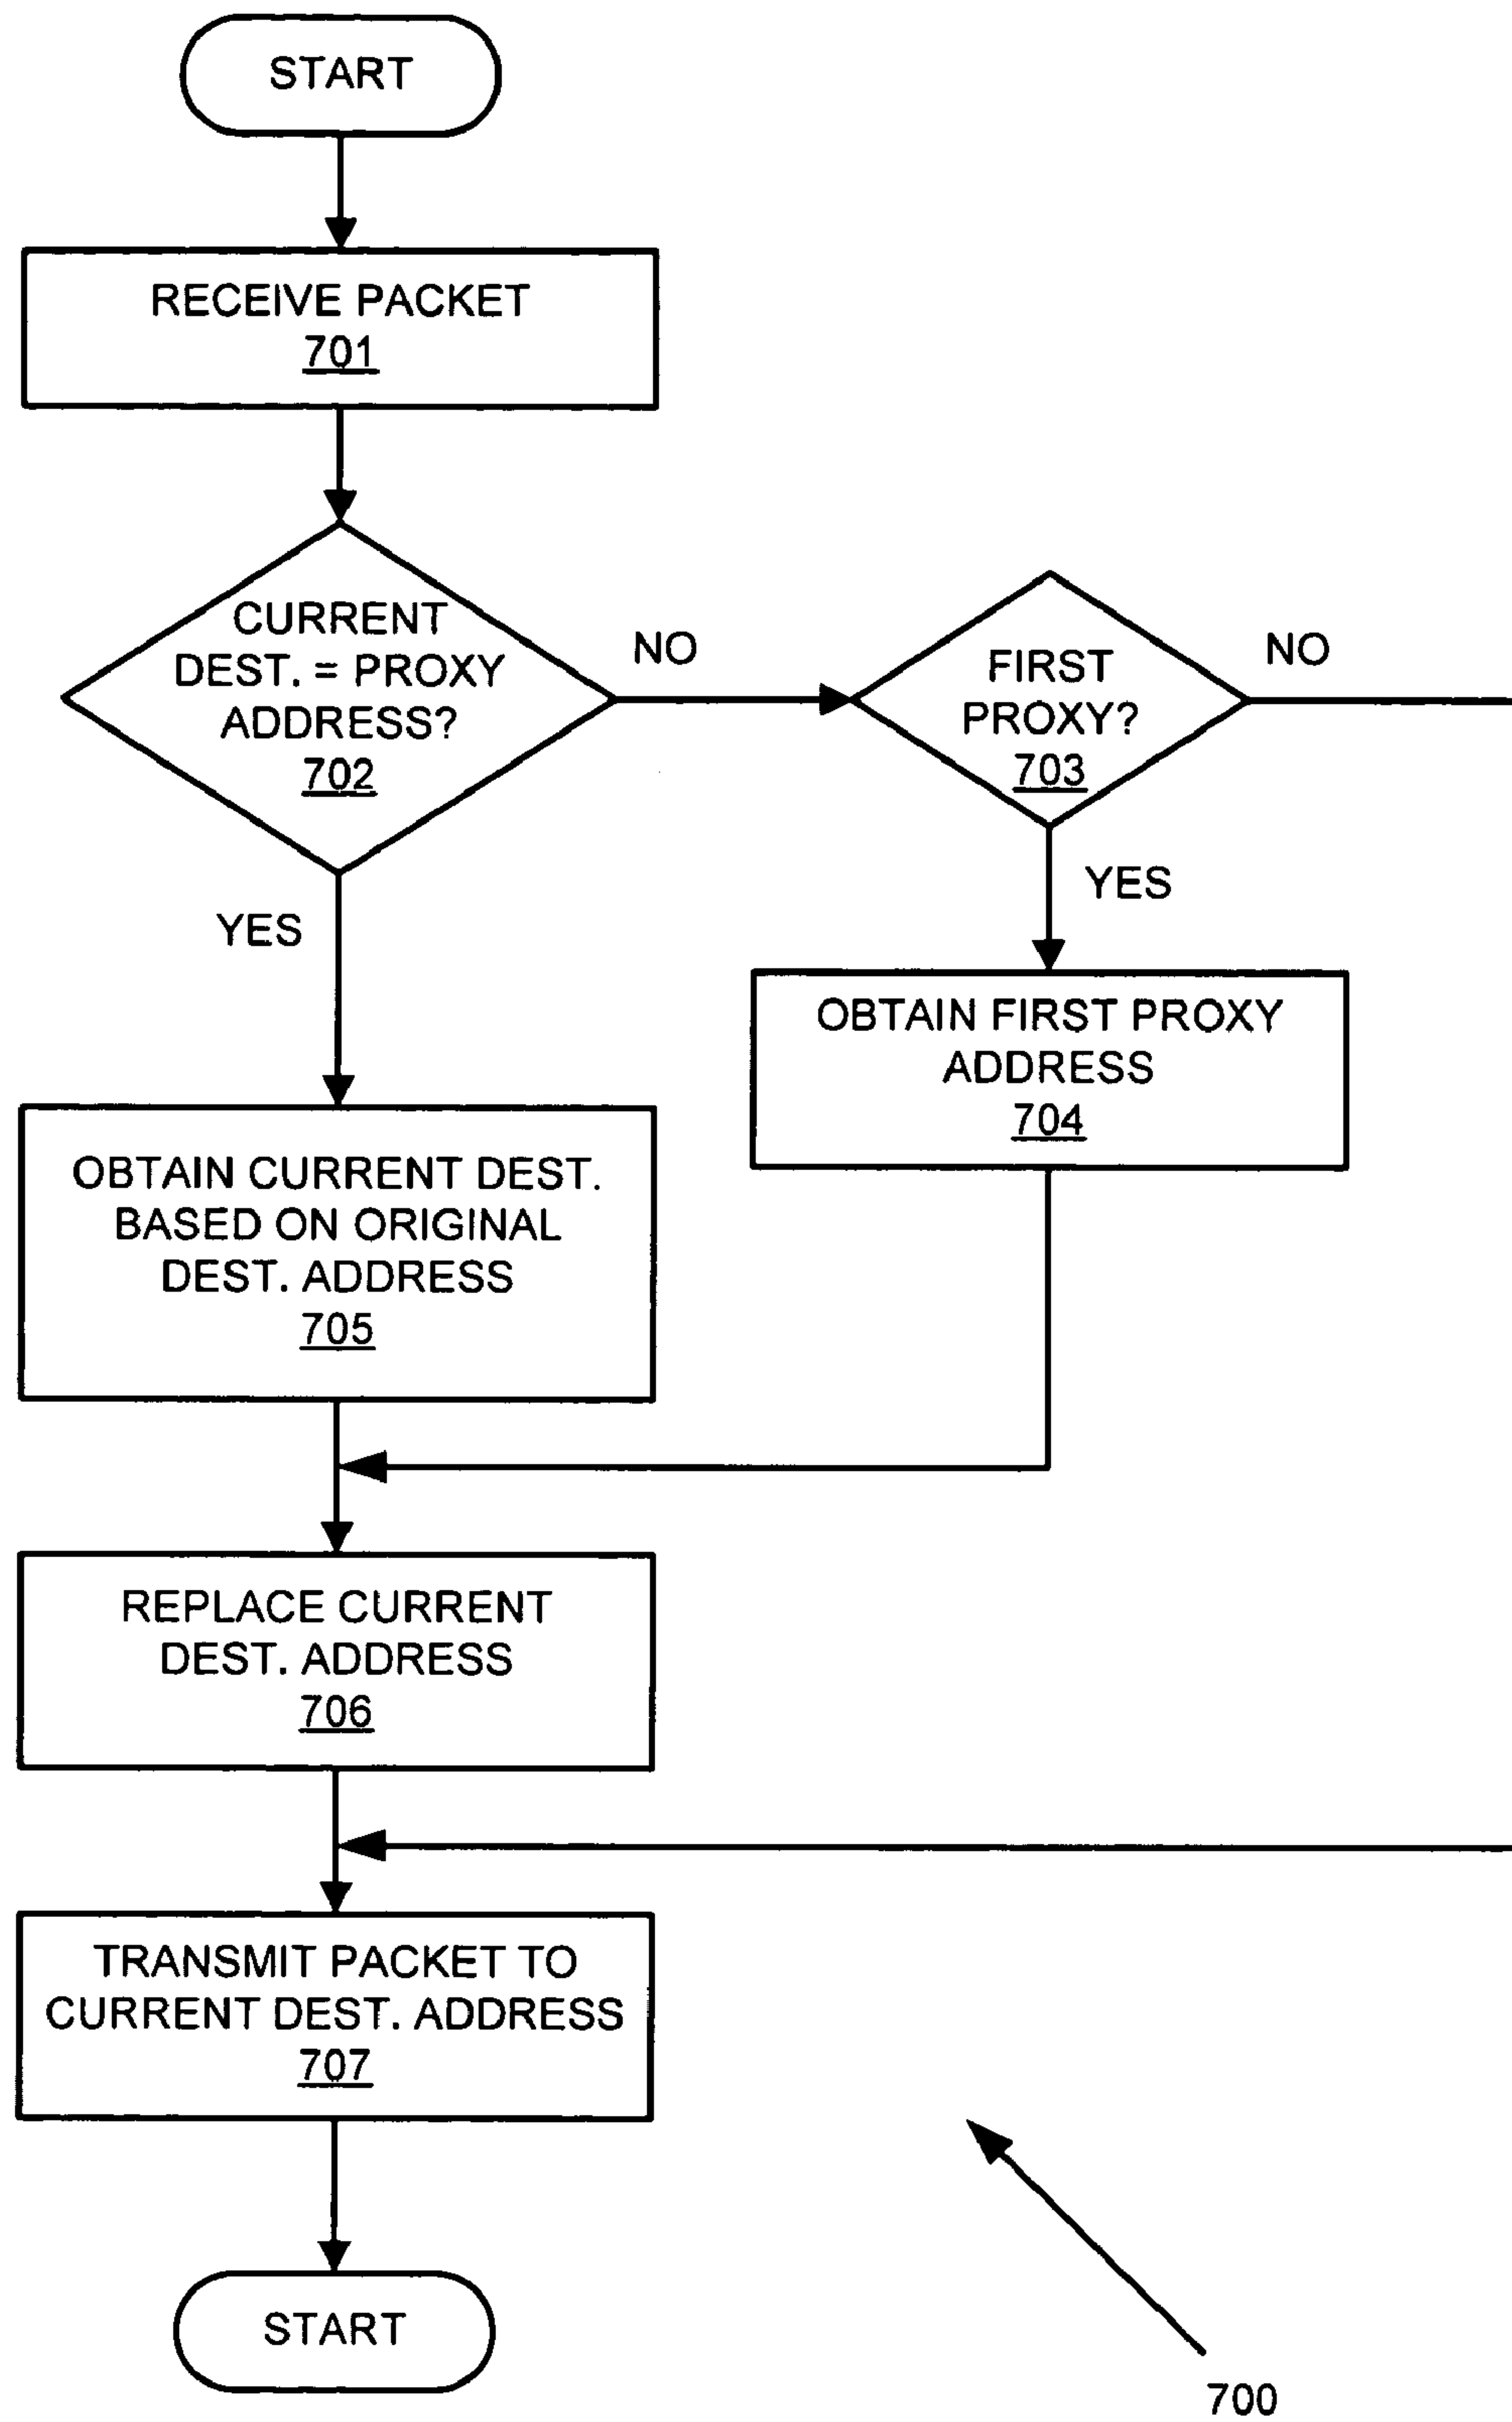 START
RECEIVE PACKET
701
CURRENT
DEST. = PROXY
ADDRESS?
702
NO
FIRST
PROXY?
703
NO
YES
YES
OBTAIN FIRST PROXY
ADDRESS
704
OBTAIN CURRENT DEST.
BASED ON ORIGINAL
DEST. ADDRESS
705
REPLACE CURRENT
DEST. ADDRESS
706
TRANSMIT PACKET TO
CURRENT DEST. ADDRESS
707
START
700